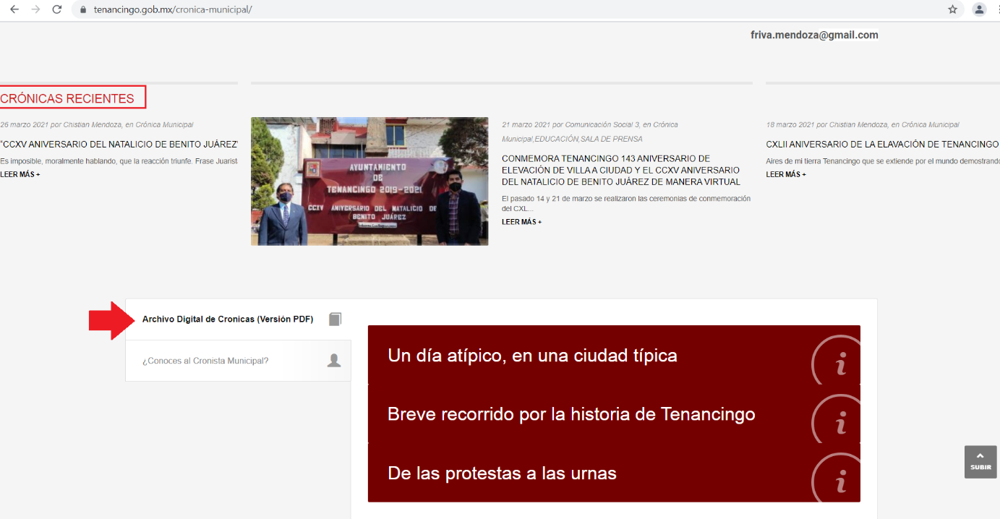 tenancingo.gob.mx/cronica-municipal/
friva.mendoza@gmail.com
CRÓNICAS RECIENTES
26 marzo 2021 por Chistian Mendoza, en Crónica Municipal
"CCXV ANIVERSARIO DEL NATALICIO DE BENITO JUÁREZ"
Es imposible, moralmente hablando, que la reacción triunfe. Frase Juarist
LEER MÁS +
AYUNTAMIENTO
DE
TENANCINGO 2019-2021
CCXV ANIVERSARIO DEL NATALICIO DE
BENITO JUÁREZ
21 marzo 2021 por Comunicación Social 3, en Crónica
Municipal,EDUCACIÓN,SALA DE PRENSA
CONMEMORA TENANCINGO 143 ANIVERSARIO DE
ELEVACIÓN DE VILLA A CIUDAD Y EL CCXV ANIVERSARIO
DEL NATALICIO DE BENITO JUÁREZ DE MANERA VIRTUAL
El pasado 14 y 21 de marzo se realizaron las ceremonias de conmemoración
del CXL...
LEER MÁS +
18 marzo 2021 por Chistian Mendoza, en Crónica Municipal
CXLII ANIVERSARIO DE LA ELAVACIÓN DE TENANCINGO
Aires de mi tierra Tenancingo que se extiende por el mundo demostrando
LEER MÁS +
Archivo Digital de Cronicas (Versión PDF)
¿Conoces al Cronista Municipal?
Un día atípico, en una ciudad típica
Breve recorrido por la historia de Tenancingo
De las protestas a las urnas
SUBIR